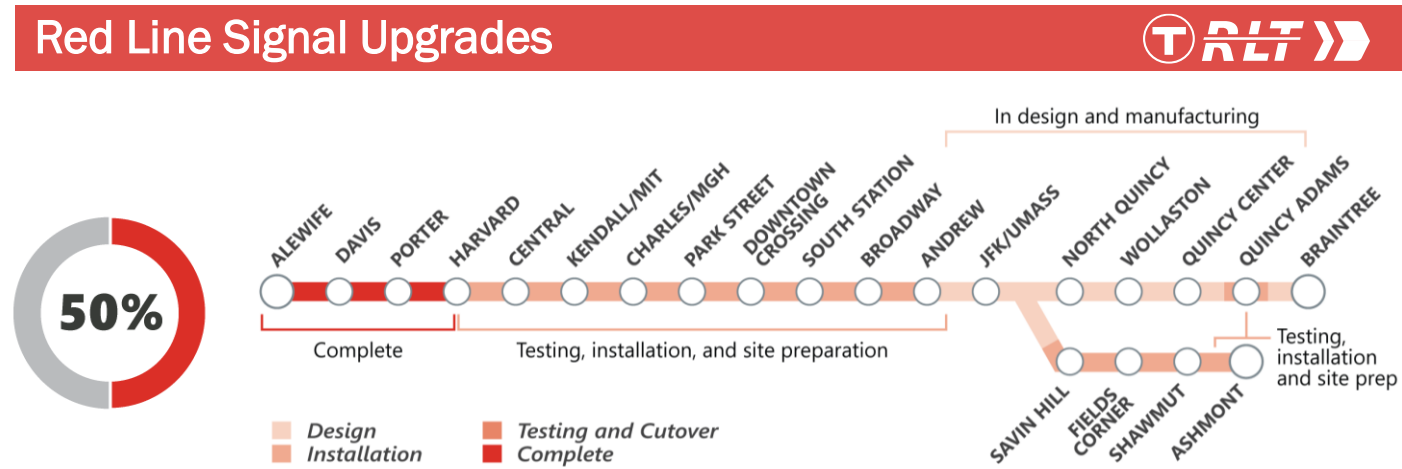 Red Line Signal Upgrades
T RLT
In design and manufacturing
ALEWIFE
DAVIS
PORTER
HARVARD
CENTRAL
KENDALL/MIT
CHARLES/MGH
PARK STREET
DOWNTOWN
CROSSING
SOUTH STATION
BROADWAY
ANDREW
JFK/UMASS
NORTH QUINCY
WOLLASTON
QUINCY CENTER
QUINCY ADAMS
BRAINTREE
50%
Complete
Testing, installation, and site preparation
Testing,
installation
and site prep
SAVIN HILL
FIELDS
CORNER
SHAWMUT
ASHMONT
Design
Installation
Testing and Cutover
Complete